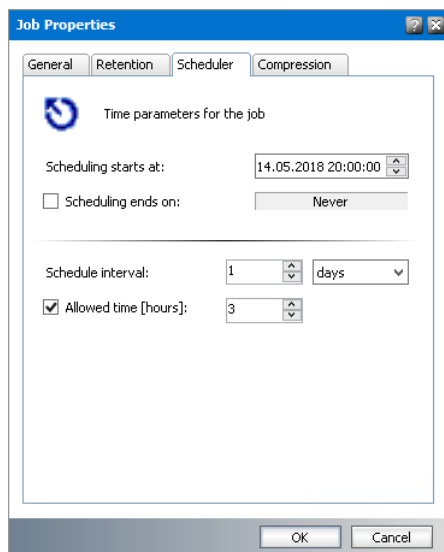 Job Properties
?
General Retention Scheduler Compression
Time parameters for the job
Scheduling starts at: 14.05.2018 20:00:00
Scheduling ends on: Never
Schedule interval: 1 days
Allowed time [hours]: 3
OK Cancel